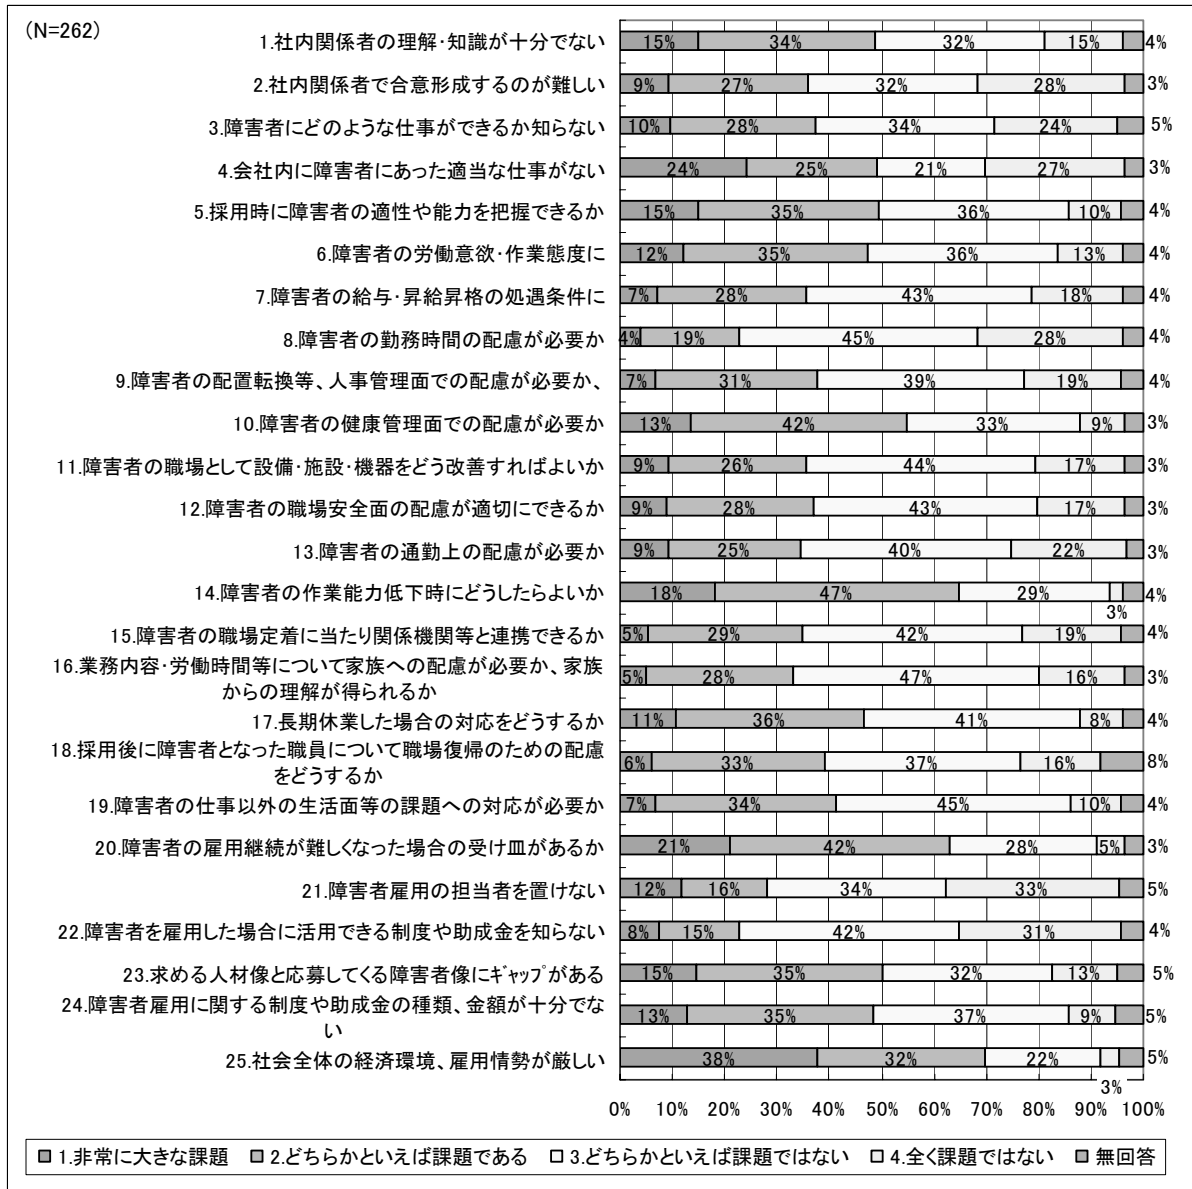 (N=262)
1.社内関係者の理解・知識が十分でない 15% 34% 32% 15% 4%
2.社内関係者で合意形成するのが難しい 9% 27% 32% 28% 3%
3.障害者にどのような仕事ができるか知らない 10% 28% 34% 24% 5%
4.会社内に障害者にあった適当な仕事がない 24% 25% 21% 27% 3%
5.採用時に障害者の適性や能力を把握できるか 15% 35% 36% 10% 4%
6.障害者の労働意欲・作業態度に 12% 35% 36% 13% 4%
7.障害者の給与・昇給昇格の処遇条件に 7% 28% 43% 18% 4%
8.障害者の勤務時間の配慮が必要か 4% 19% 45% 28% 4%
9.障害者の配置転換等、人事管理面での配慮が必要か、 7% 31% 39% 19% 4%
10.障害者の健康管理面での配慮が必要か 13% 42% 33% 9% 3%
11.障害者の職場として設備・施設・機器をどう改善すればよいか 9% 26% 44% 17% 3%
12.障害者の職場安全面の配慮が適切にできるか 9% 28% 43% 17% 3%
13.障害者の通勤上の配慮が必要か 9% 25% 40% 22% 3%
14.障害者の作業能力低下時にどうしたらよいか 18% 47% 29% 3% 4%
15.障害者の職場定着に当たり関係機関等と連携できるか 5% 29% 42% 19% 4%
16.業務内容・労働時間等について家族への配慮が必要か、家族
からの理解が得られるか 5% 28% 47% 16% 3%
17.長期休業した場合の対応をどうするか 11% 36% 41% 8% 4%
18.採用後に障害者となった職員について職場復帰のための配慮
をどうするか 6% 33% 37% 16% 8%
19.障害者の仕事以外の生活面等の課題への対応が必要か 7% 34% 45% 10% 4%
20.障害者の雇用継続が難しくなった場合の受け皿があるか 21% 42% 28% 5% 3%
21.障害者雇用の担当者を置けない 12% 16% 34% 33% 5%
22.障害者を雇用した場合に活用できる制度や助成金を知らない 8% 15% 42% 31% 4%
23.求める人材像と応募してくる障害者像にｷﾞｬｯﾌﾟがある 15% 35% 32% 13% 5%
24.障害者雇用に関する制度や助成金の種類、金額が十分でな
い 13% 35% 37% 9% 5%
25.社会全体の経済環境、雇用情勢が厳しい 38% 32% 22% 3% 5%
0% 10% 20% 30% 40% 50% 60% 70% 80% 90% 100%
1.非常に大きな課題 2.どちらかといえば課題である 3.どちらかといえば課題ではない 4.全く課題ではない 無回答